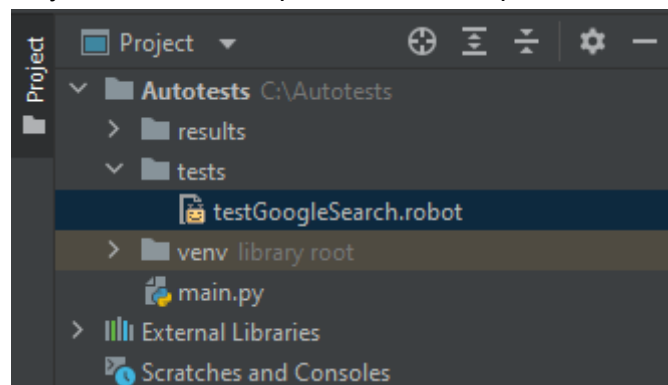 Project
Project
Autotests C:\Autotests
results
tests
testGoogleSearch.robot
venv library root
main.py
External Libraries
Scratches and Consoles